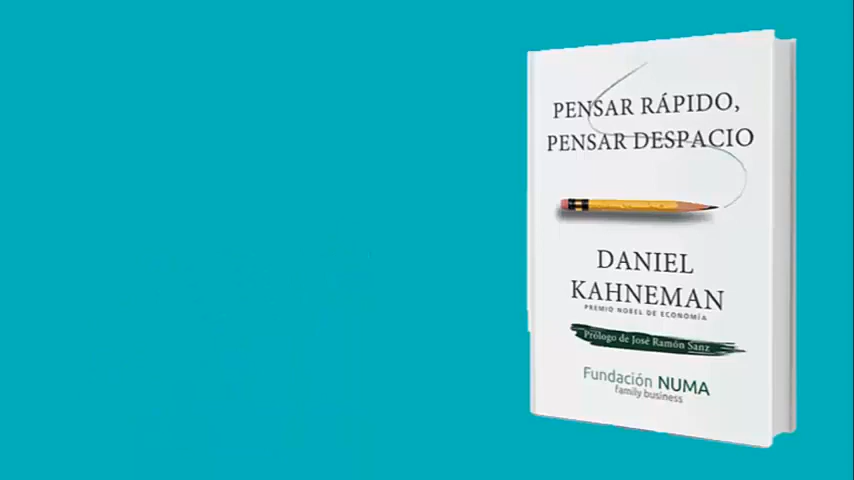 PENSAR RÁPIDO,
PENSAR DESPACIO
DANIEL
KAHNEMAN
PREMIO NOBEL DE ECONOMÍA
Prólogo de José Ramón Sanz
Fundación NUMA
family business